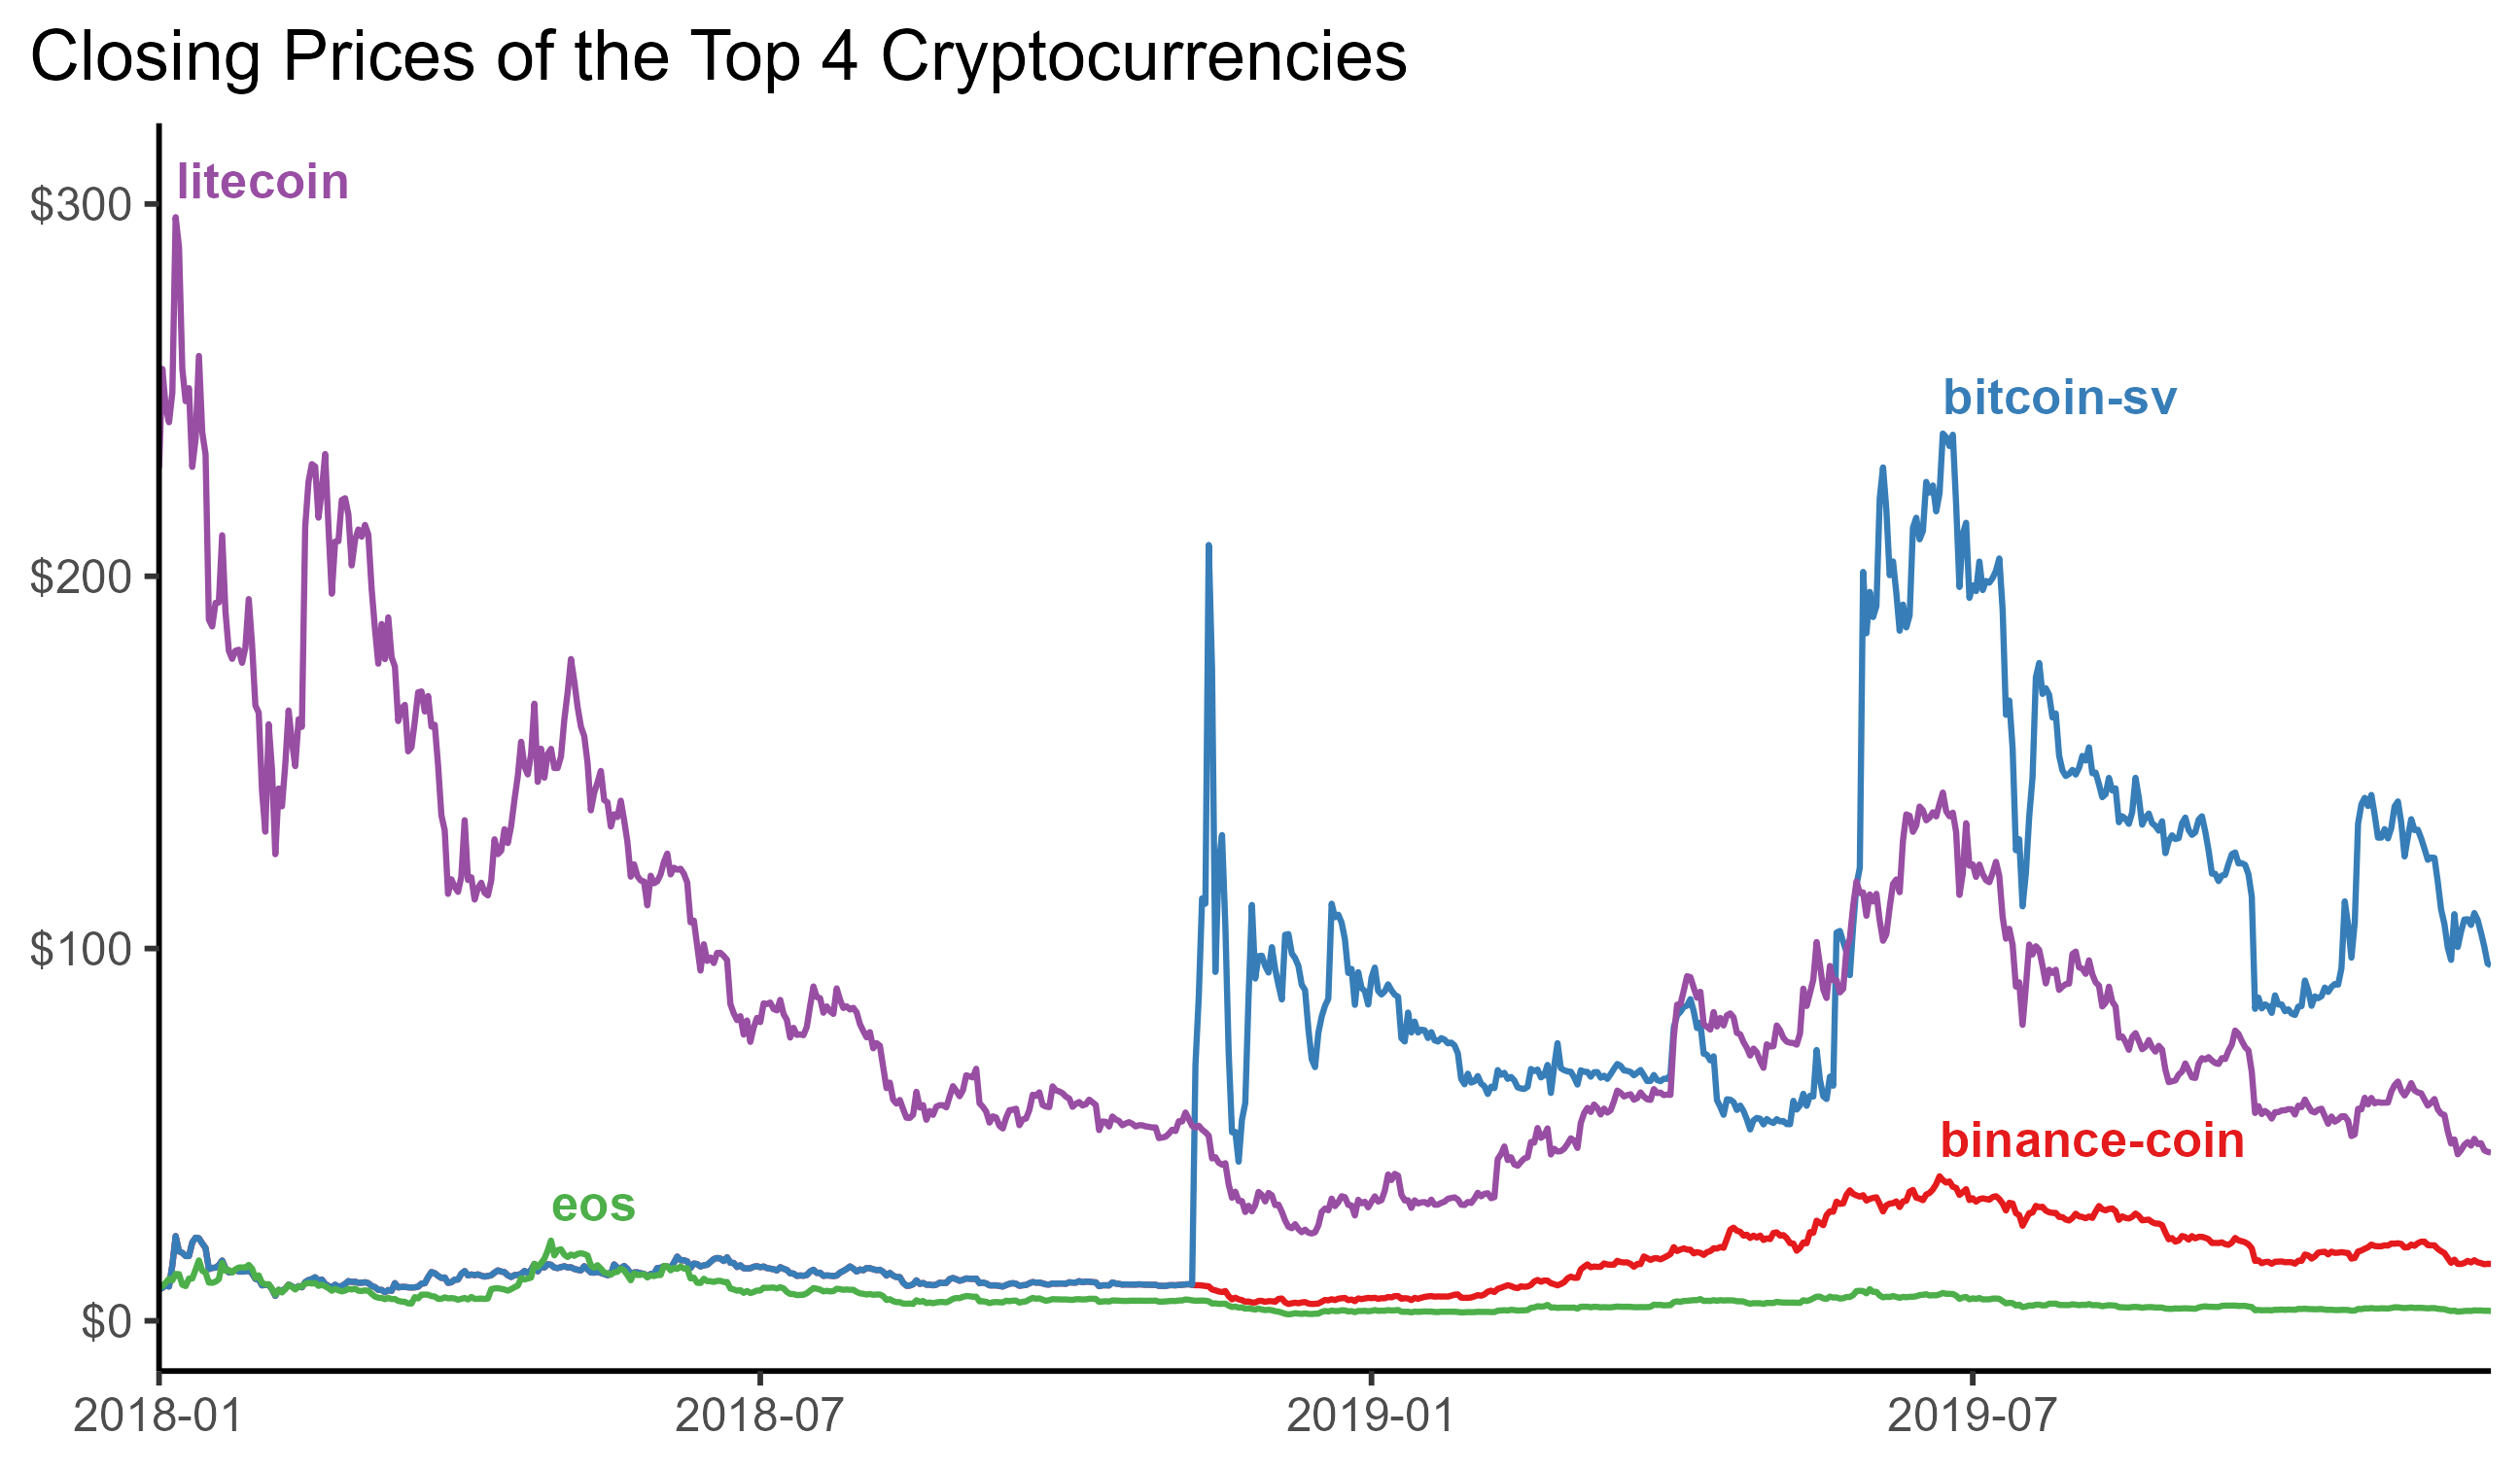 Closing Prices of the Top 4 Cryptocurrencies
litecoin
$300
bitcoin-sv
$200
$100
binance-coin
eos
$0
2018-01 2018-07 2019-01 2019-07